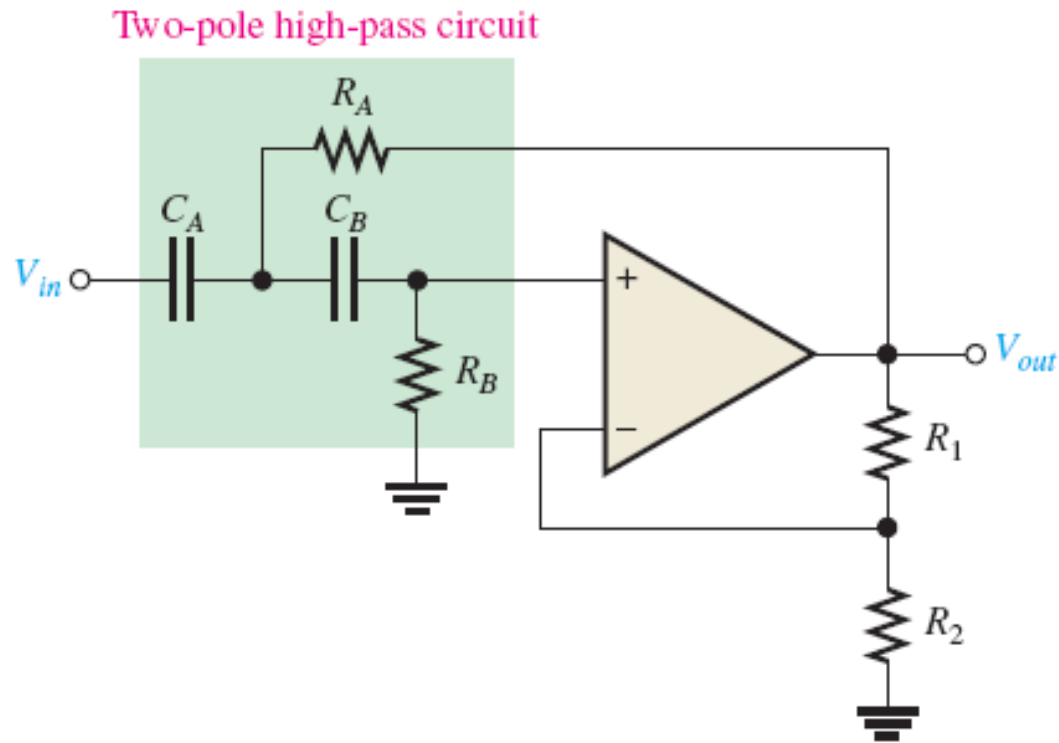 Two-pole high-pass circuit
R_A
C_A
C_B
V_in
+
R_B
V_out
−
R_1
R_2